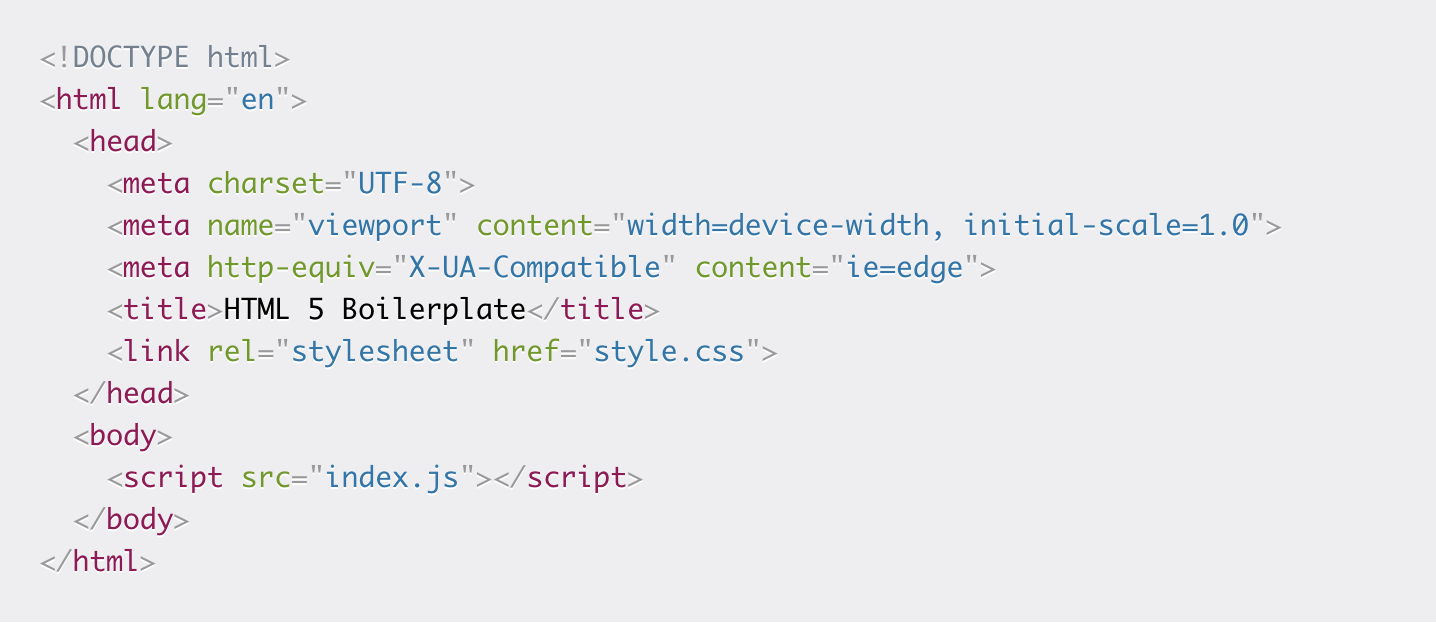 <!DOCTYPE html>
<html lang="en">
  <head>
    <meta charset="UTF-8">
    <meta name="viewport" content="width=device-width, initial-scale=1.0">
    <meta http-equiv="X-UA-Compatible" content="ie=edge">
    <title>HTML 5 Boilerplate</title>
    <link rel="stylesheet" href="style.css">
  </head>
  <body>
    <script src="index.js"></script>
  </body>
</html>